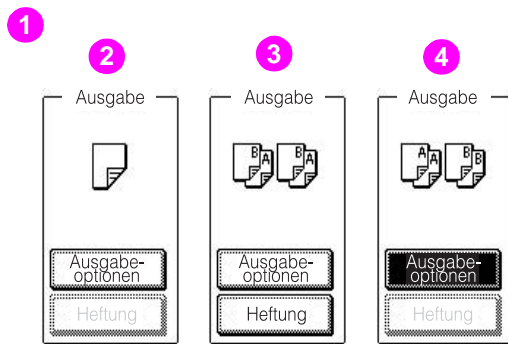 1
2 3 4
Ausgabe Ausgabe Ausgabe
B A B A A A B B
Ausgabe-
optionen
Heftung
Ausgabe-
optionen
Heftung
Ausgabe-
optionen
Heftung